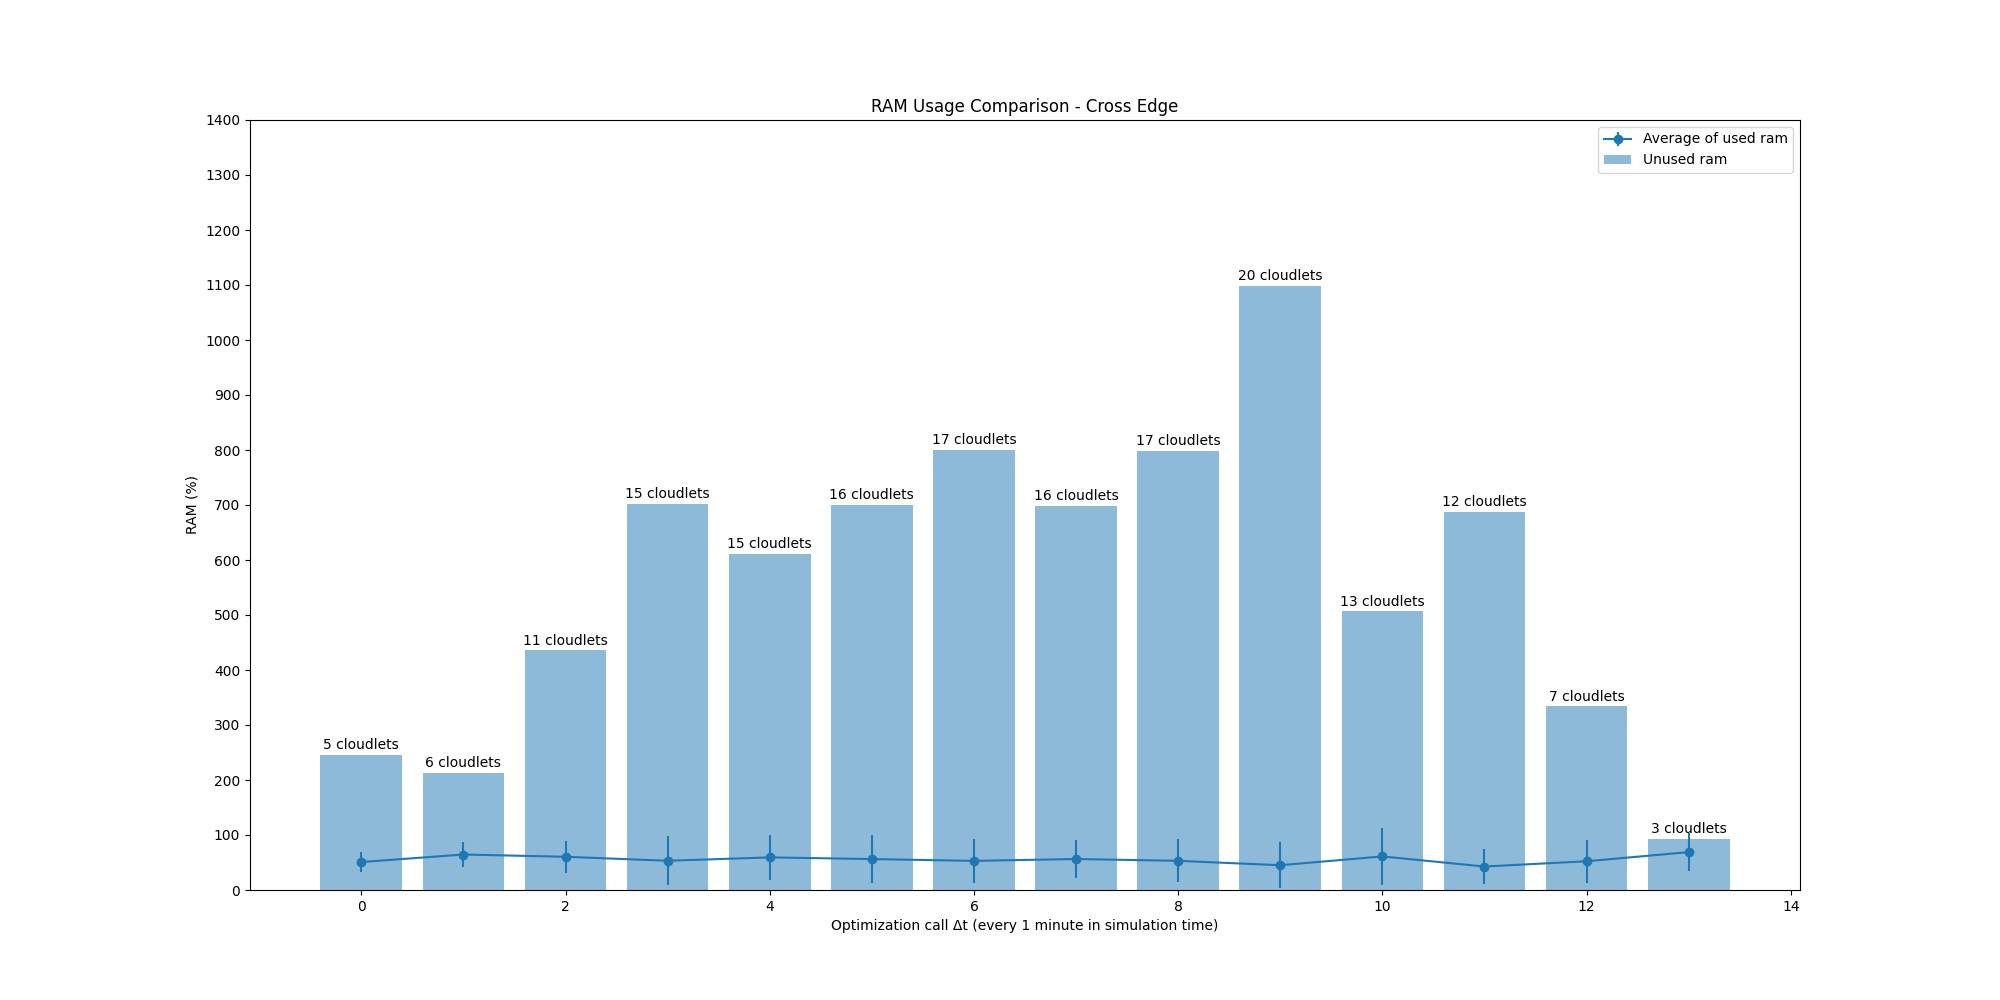 RAM Usage Comparison - Cross Edge
1400
1300
1200
1100
1000
900
800
700
600
500
400
300
200
100
0
RAM (%)
Average of used ram
Unused ram
5 cloudlets
6 cloudlets
11 cloudlets
15 cloudlets
15 cloudlets
16 cloudlets
17 cloudlets
16 cloudlets
17 cloudlets
20 cloudlets
13 cloudlets
12 cloudlets
7 cloudlets
3 cloudlets
0 2 4 6 8 10 12 14
Optimization call Δt (every 1 minute in simulation time)